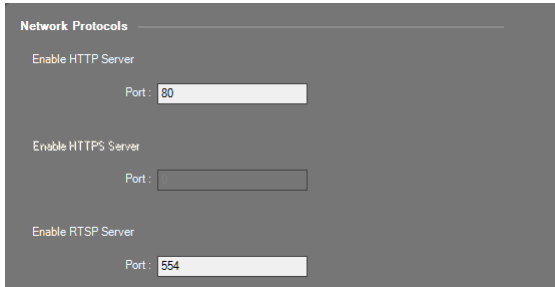 Network Protocols
Enable HTTP Server
Port : 80
Enable HTTPS Server
Port :
Enable RTSP Server
Port : 554